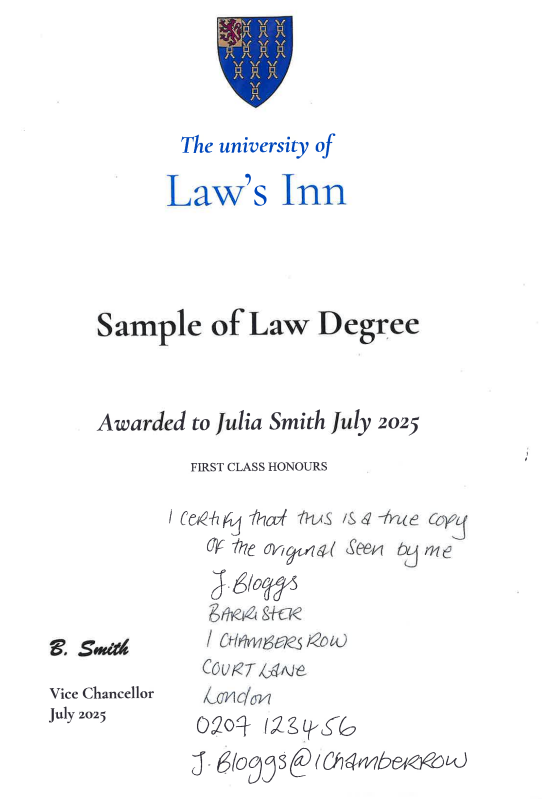 The university of
Law's Inn
Sample of Law Degree
Awarded to Julia Smith July 2025
FIRST CLASS HONOURS
I certify that this is a true copy
of the original seen by me
J. Bloggs
BARRISTER
1 CHAMBERS ROW
COURT LANE
London
0207 123456
J.Bloggs@1chamberrow
B. Smith
Vice Chancellor
July 2025